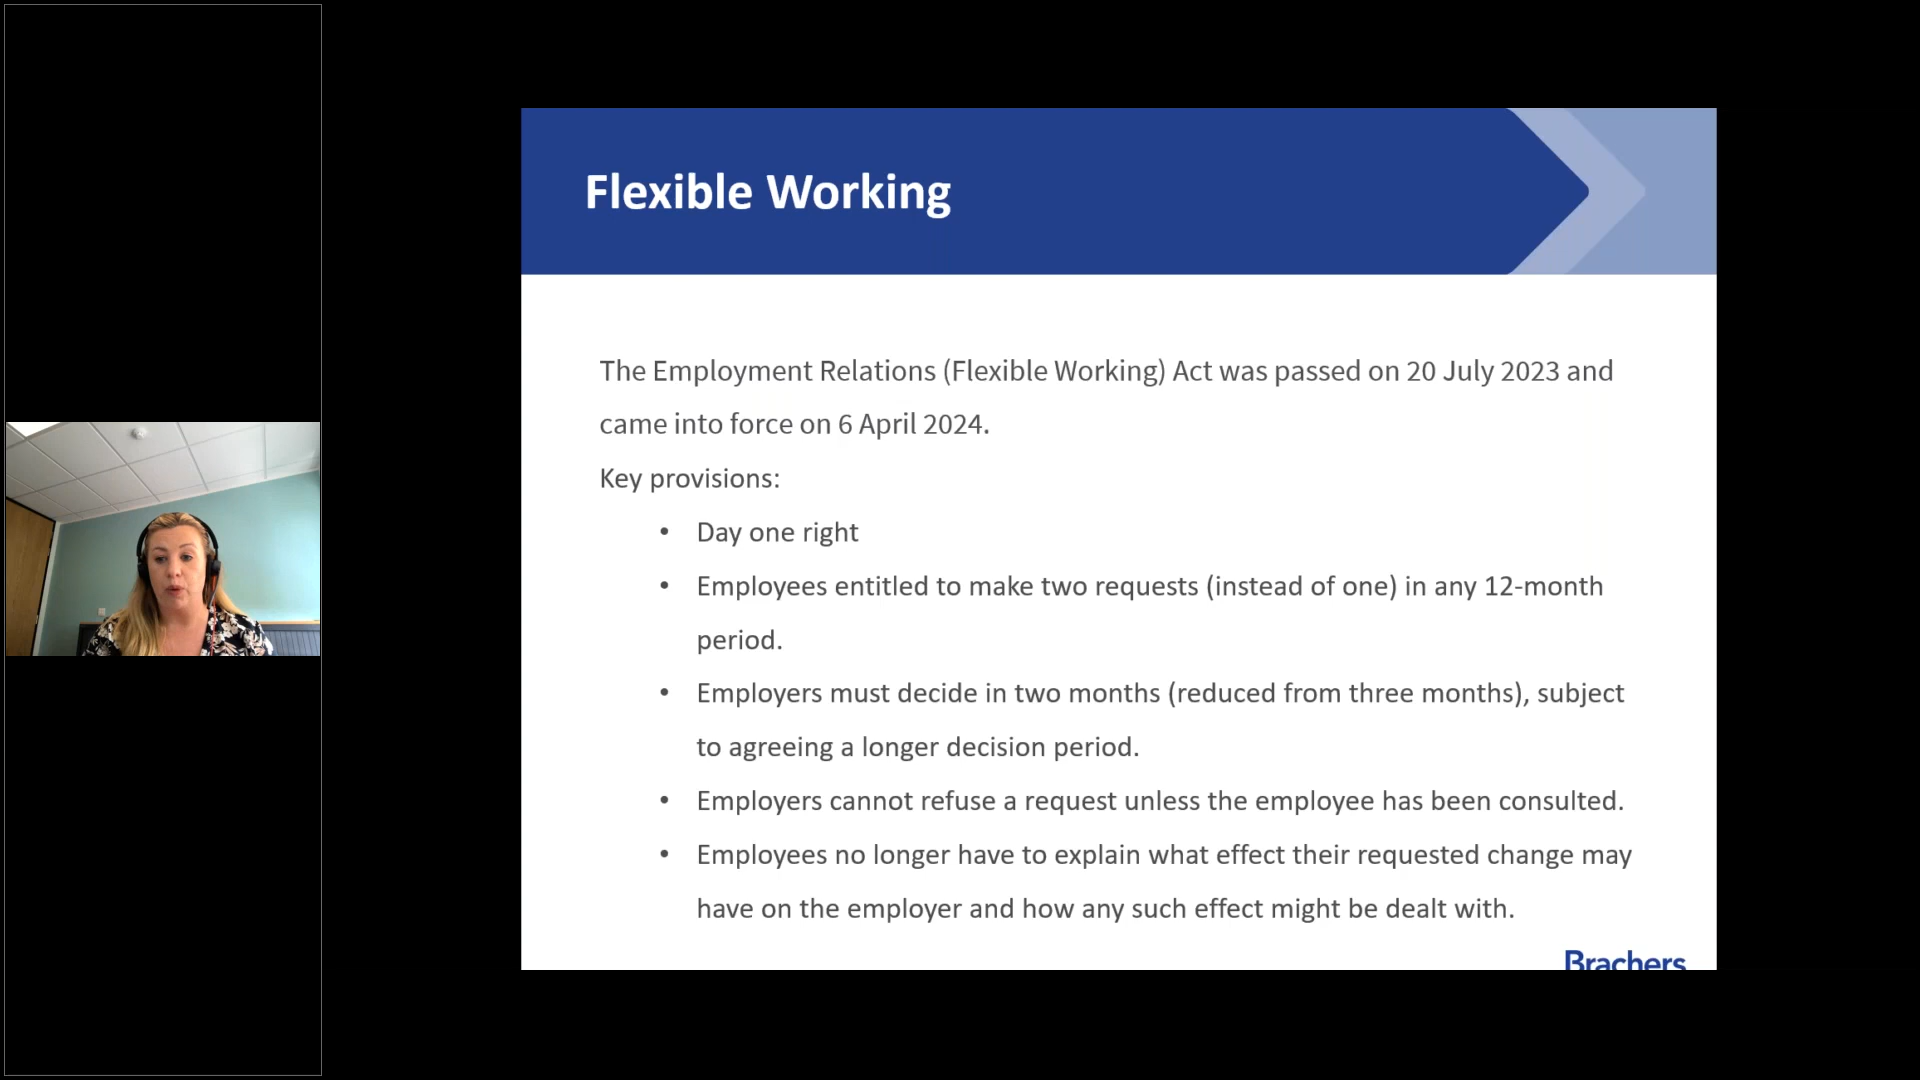 Flexible Working
The Employment Relations (Flexible Working) Act was passed on 20 July 2023 and
came into force on 6 April 2024.
Key provisions:
• Day one right
• Employees entitled to make two requests (instead of one) in any 12-month
period.
• Employers must decide in two months (reduced from three months), subject
to agreeing a longer decision period.
• Employers cannot refuse a request unless the employee has been consulted.
• Employees no longer have to explain what effect their requested change may
have on the employer and how any such effect might be dealt with.
Brachers